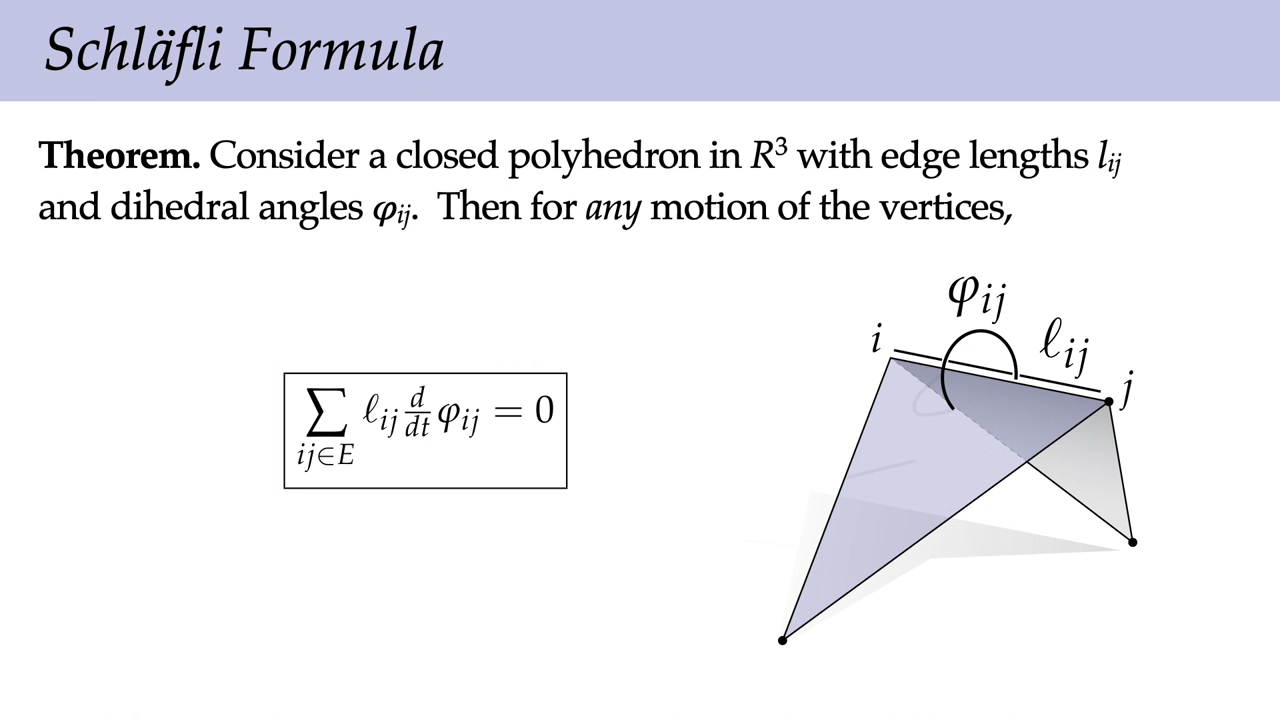 Schläfli Formula
Theorem. Consider a closed polyhedron in R³ with edge lengths lᵢⱼ
and dihedral angles φᵢⱼ. Then for any motion of the vertices,
φᵢⱼ
i
ℓᵢⱼ
j
∑ ℓᵢⱼ d/dt φᵢⱼ = 0
ij∈E